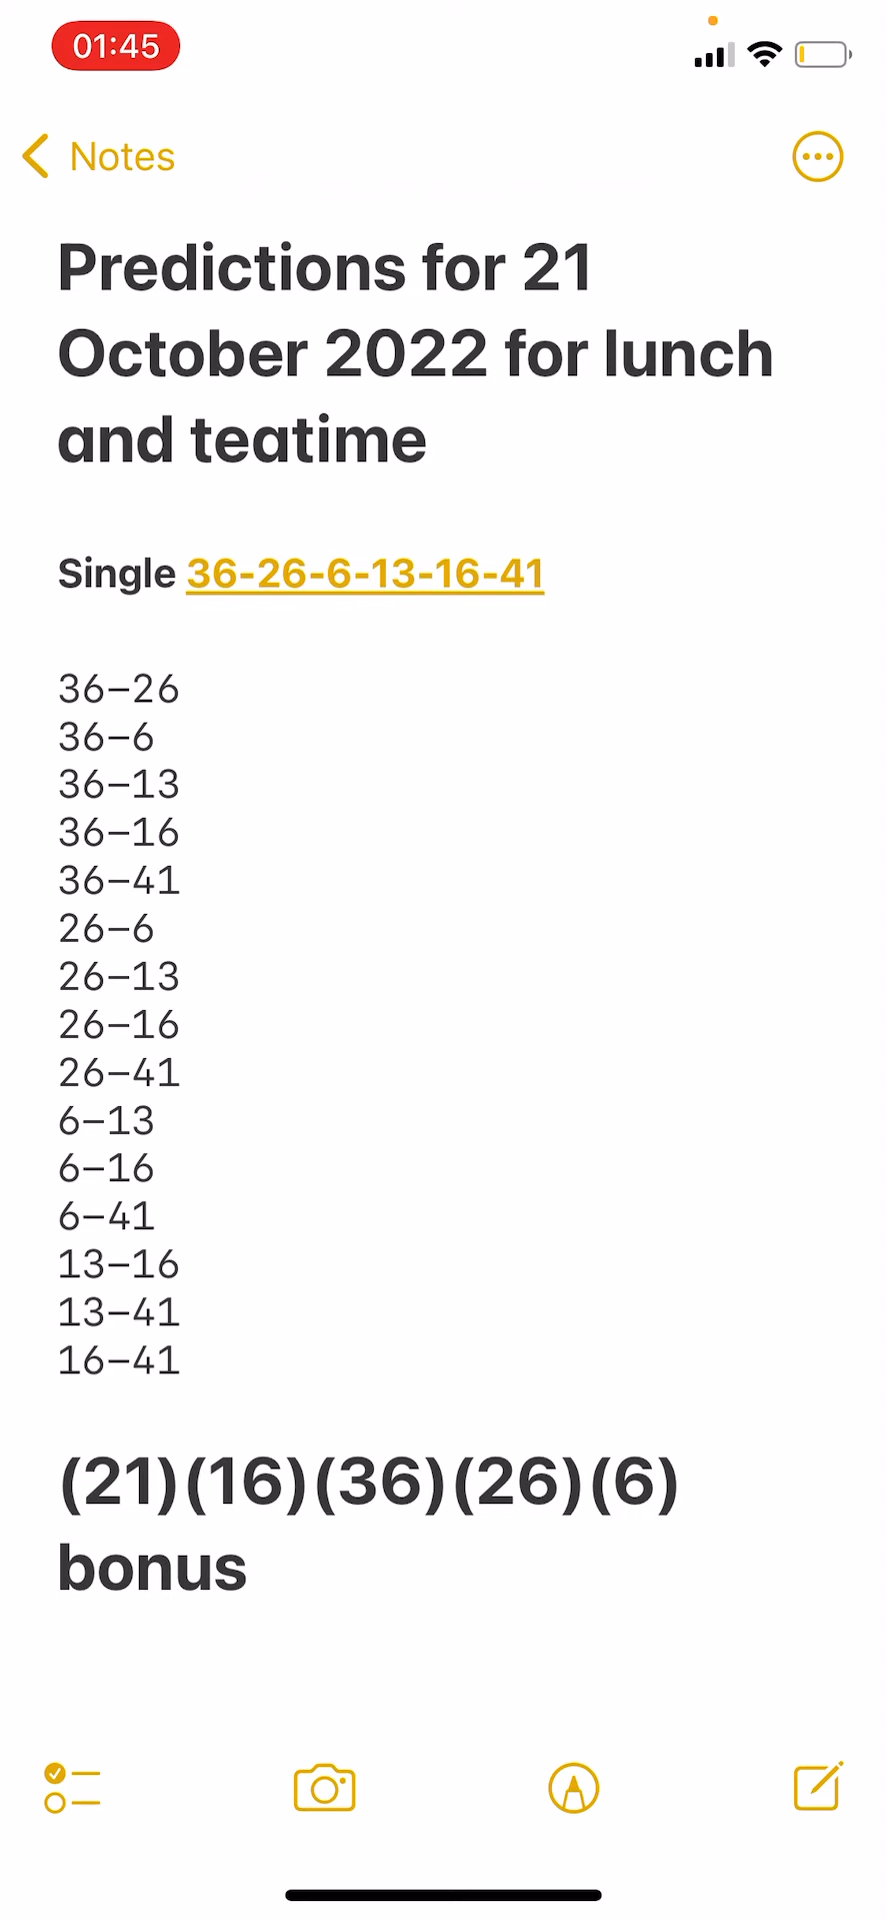 01:45
Notes
Predictions for 21
October 2022 for lunch
and teatime
Single 36-26-6-13-16-41
36–26
36–6
36–13
36–16
36–41
26–6
26–13
26–16
26–41
6–13
6–16
6–41
13–16
13–41
16–41
(21)(16)(36)(26)(6)
bonus